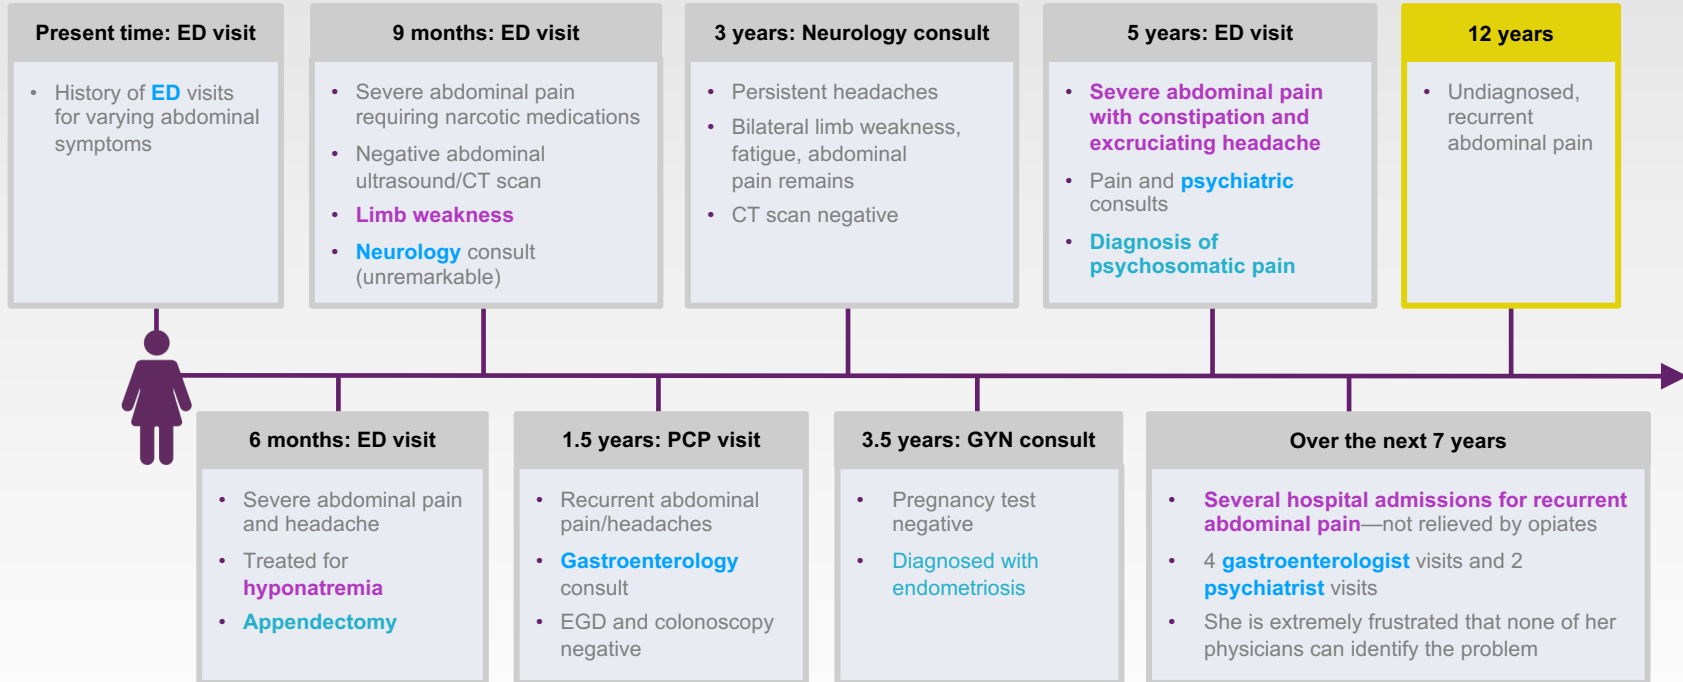 Present time: ED visit
• History of ED visits
for varying abdominal
symptoms
9 months: ED visit
• Severe abdominal pain
requiring narcotic medications
• Negative abdominal
ultrasound/CT scan
• Limb weakness
• Neurology consult
(unremarkable)
3 years: Neurology consult
• Persistent headaches
• Bilateral limb weakness,
fatigue, abdominal
pain remains
• CT scan negative
5 years: ED visit
• Severe abdominal pain
with constipation and
excruciating headache
• Pain and psychiatric
consults
• Diagnosis of
psychosomatic pain
12 years
• Undiagnosed,
recurrent
abdominal pain
6 months: ED visit
• Severe abdominal pain
and headache
• Treated for
hyponatremia
• Appendectomy
1.5 years: PCP visit
• Recurrent abdominal
pain/headaches
• Gastroenterology
consult
• EGD and colonoscopy
negative
3.5 years: GYN consult
• Pregnancy test
negative
• Diagnosed with
endometriosis
Over the next 7 years
• Several hospital admissions for recurrent
abdominal pain—not relieved by opiates
• 4 gastroenterologist visits and 2
psychiatrist visits
• She is extremely frustrated that none of her
physicians can identify the problem